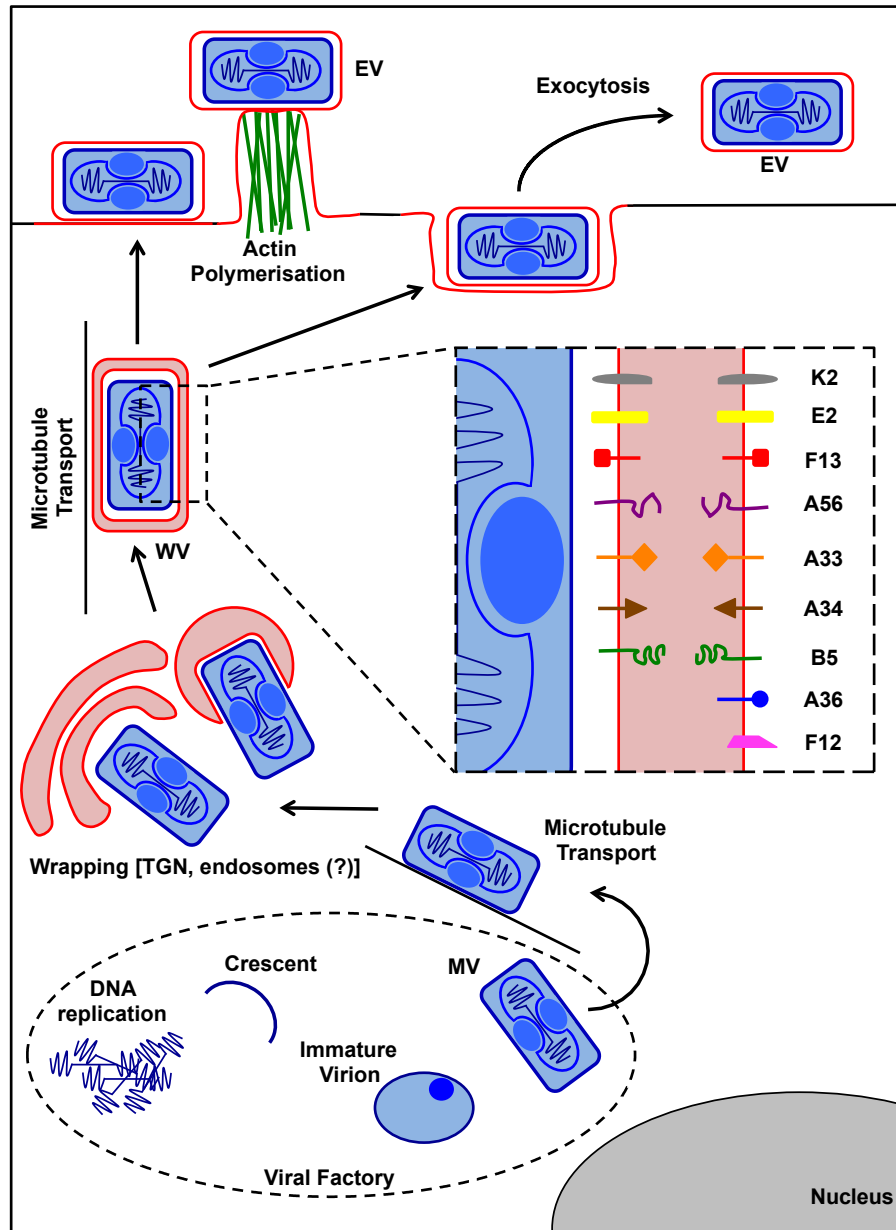 EV
Exocytosis
EV
Actin
Polymerisation
Microtubule
Transport
WV
K2
E2
F13
A56
A33
A34
B5
A36
F12
Wrapping [TGN, endosomes (?)]
Microtubule
Transport
MV
Crescent
DNA
replication
Immature
Virion
Viral Factory
Nucleus